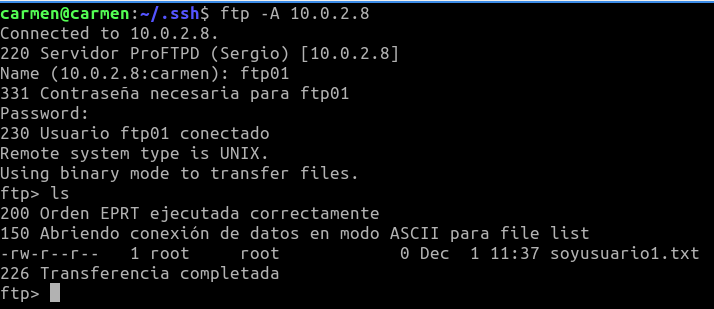 carmen@carmen:~/.ssh$ ftp -A 10.0.2.8
Connected to 10.0.2.8.
220 Servidor ProFTPD (Sergio) [10.0.2.8]
Name (10.0.2.8:carmen): ftp01
331 Contraseña necesaria para ftp01
Password:
230 Usuario ftp01 conectado
Remote system type is UNIX.
Using binary mode to transfer files.
ftp> ls
200 Orden EPRT ejecutada correctamente
150 Abriendo conexión de datos en modo ASCII para file list
-rw-r--r--   1 root     root            0 Dec  1 11:37 soyusuario1.txt
226 Transferencia completada
ftp>